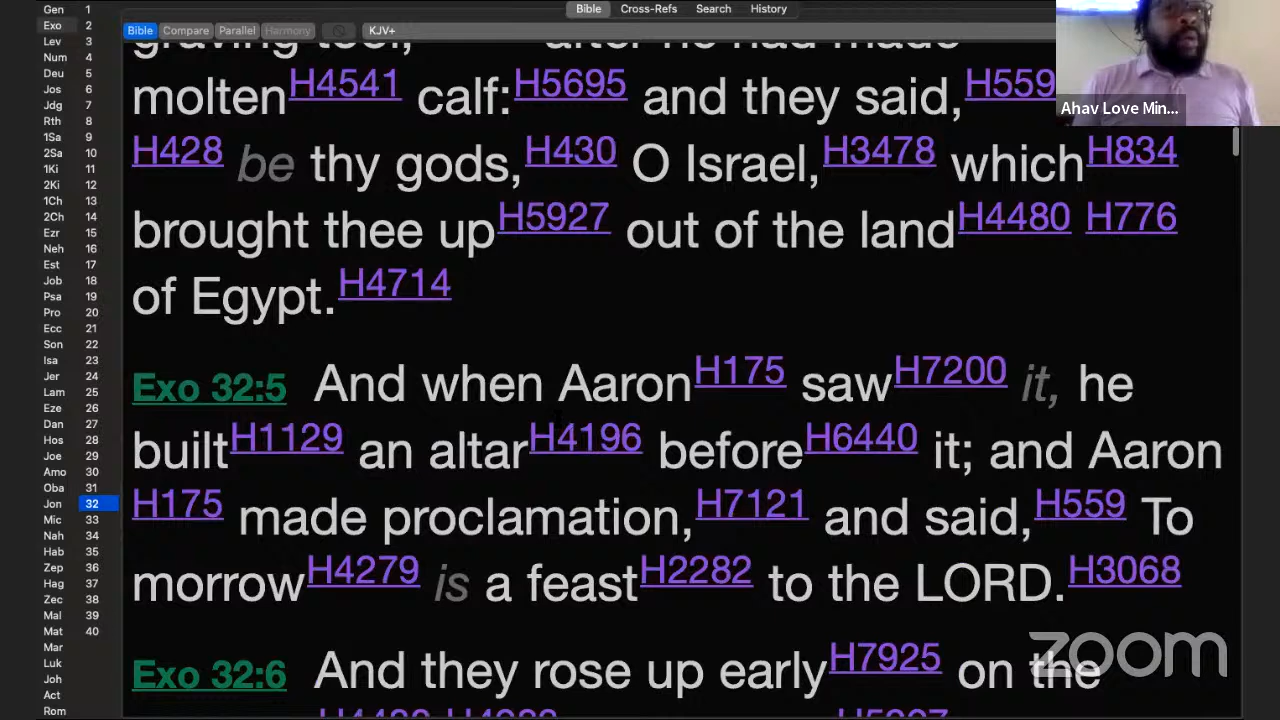 Bible Cross-Refs Search History
Bible Compare Parallel Harmony KJV+
Gen 1
Exo 2
Lev 3
Num 4
Deu 5
Jos 6
Jdg 7
Rth 8
1Sa 9
2Sa 10
1Ki 11
2Ki 12
1Ch 13
2Ch 14
Ezr 15
Neh 16
Est 17
Job 18
Psa 19
Pro 20
Ecc 21
Son 22
Isa 23
Jer 24
Lam 25
Eze 26
Dan 27
Hos 28
Joe 29
Amo 30
Oba 31
Jon 32
Mic 33
Nah 34
Hab 35
Zep 36
Hag 37
Zec 38
Mal 39
Mat 40
Mar
Luk
Joh
Act
Rom
graving tool, after he had made
molten H4541 calf: H5695 and they said, H559
H428 be thy gods, H430 O Israel, H3478 which H834
brought thee up H5927 out of the land H4480 H776
of Egypt. H4714
Exo 32:5 And when Aaron H175 saw H7200 it, he
built H1129 an altar H4196 before H6440 it; and Aaron
H175 made proclamation, H7121 and said, H559 To
morrow H4279 is a feast H2282 to the LORD. H3068
Exo 32:6 And they rose up early H7925 on the
Ahav Love Min...
zoom